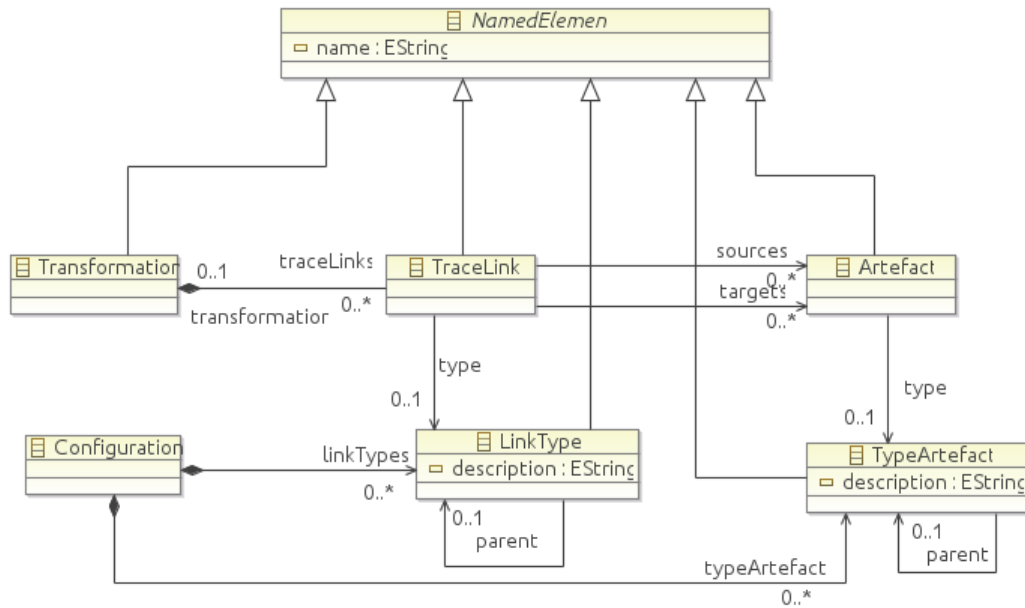 NamedElemen
name : EString
Transformation
0..1
traceLinks
0..*
transformation
TraceLink
sources
0..*
targets
0..*
Artefact
type
0..1
type
0..1
Configuration
linkTypes
0..*
LinkType
description : EString
0..1
parent
TypeArtefact
description : EString
0..1
parent
typeArtefact
0..*